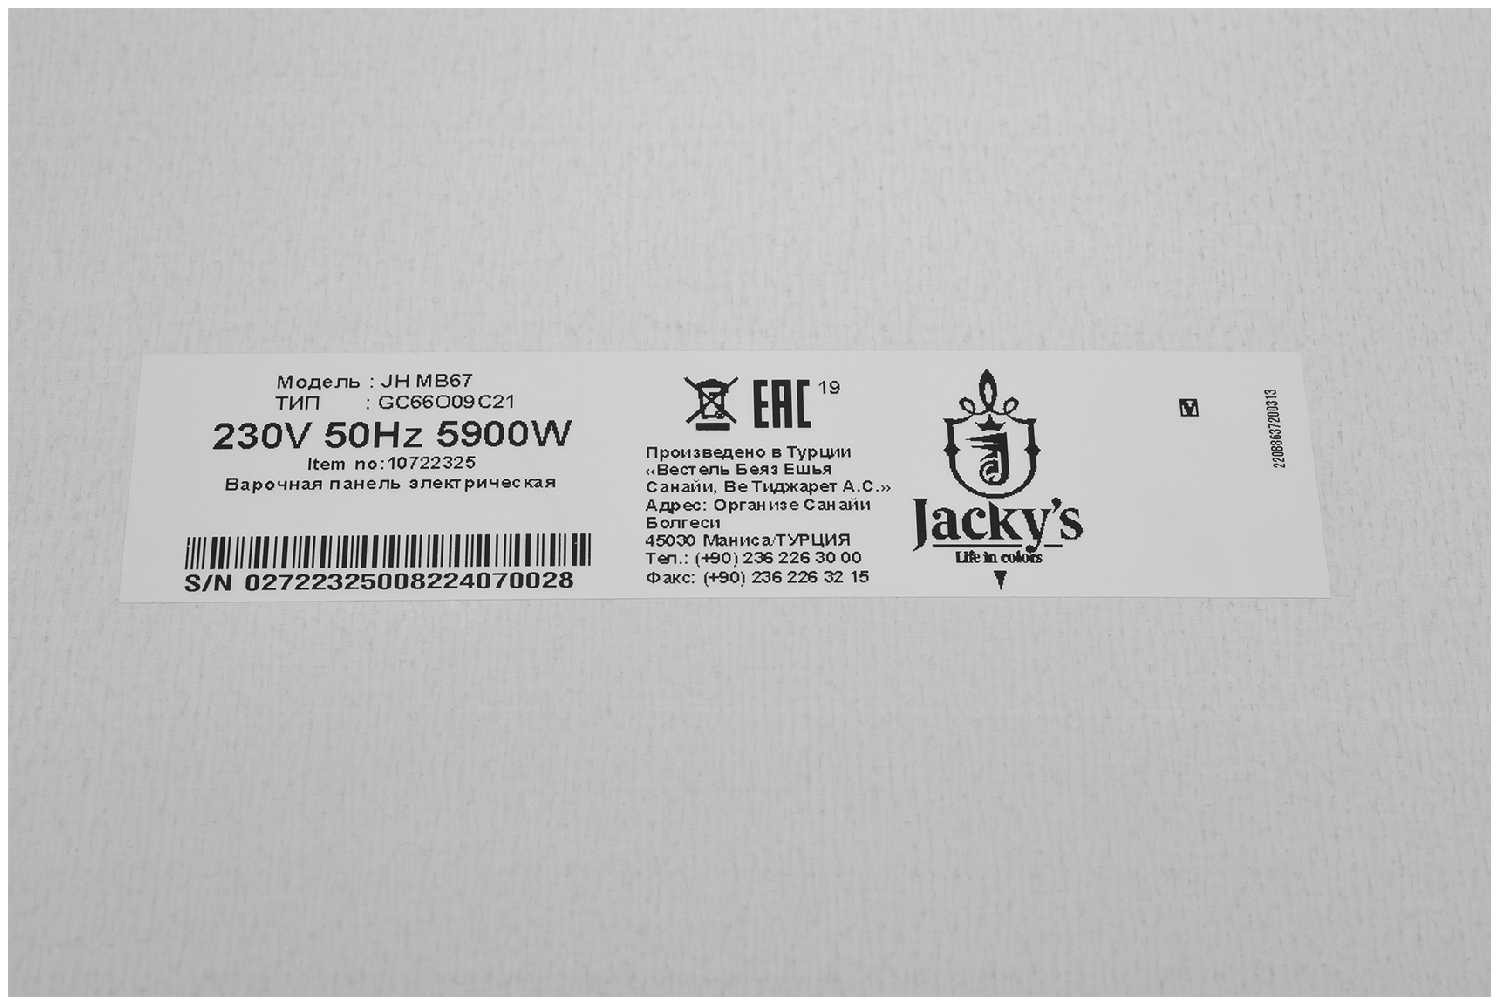 Модель : JH MB67
ТИП : GC66O09C21
230V 50Hz 5900W
Item no:10722325
Варочная панель электрическая
S/N 02722325008224070028
EAC 19
Произведено в Турции
«Вестель Беяз Ешья
Санайи, Ве Тиджарет А.С.»
Адрес: Организе Санайи
Болгеси
45030 Маниса/ТУРЦИЯ
Тел.: (+90) 236 226 30 00
Факс: (+90) 236 226 32 15
Jacky's
Life in colors
V
2208863720031З